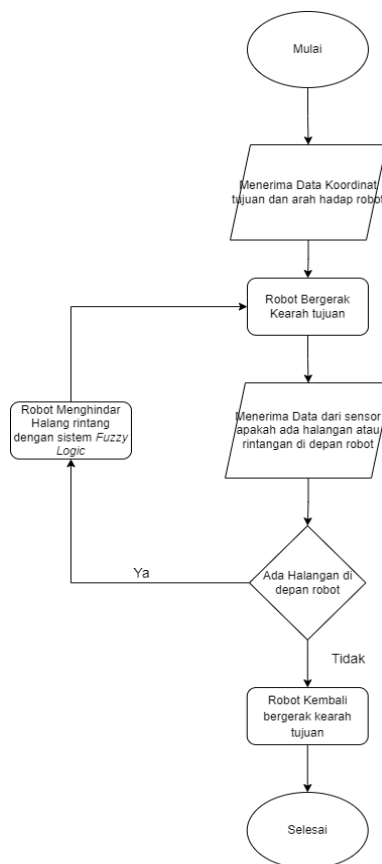 Mulai
Menerima Data Koordinat
tujuan dan arah hadap robot
Robot Bergerak
Kearah tujuan
Robot Menghindar
Halang rintang
dengan sistem Fuzzy
Logic
Menerima Data dari sensor
apakah ada halangan atau
rintangan di depan robot
Ada Halangan di
depan robot
Ya
Tidak
Robot Kembali
bergerak kearah
tujuan
Selesai